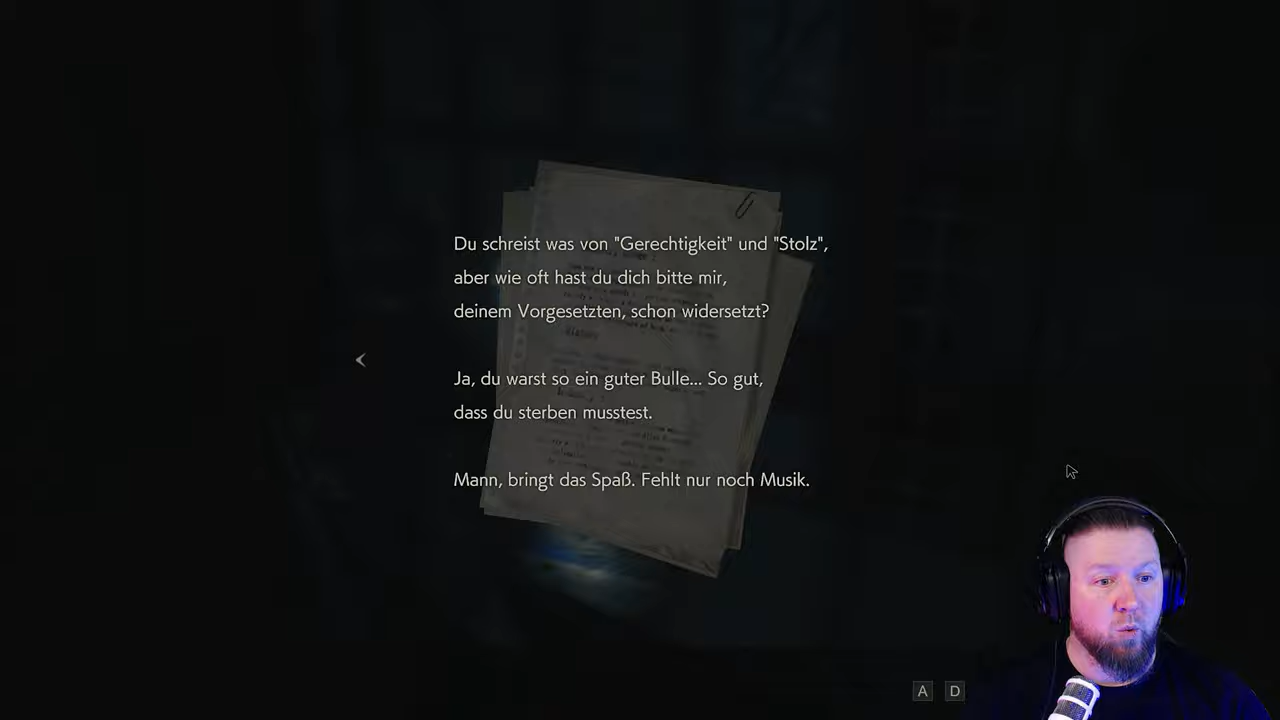 Du schreist was von "Gerechtigkeit" und "Stolz",
aber wie oft hast du dich bitte mir,
deinem Vorgesetzten, schon widersetzt?
Ja, du warst so ein guter Bulle... So gut,
dass du sterben musstest.
Mann, bringt das Spaß. Fehlt nur noch Musik.
A D